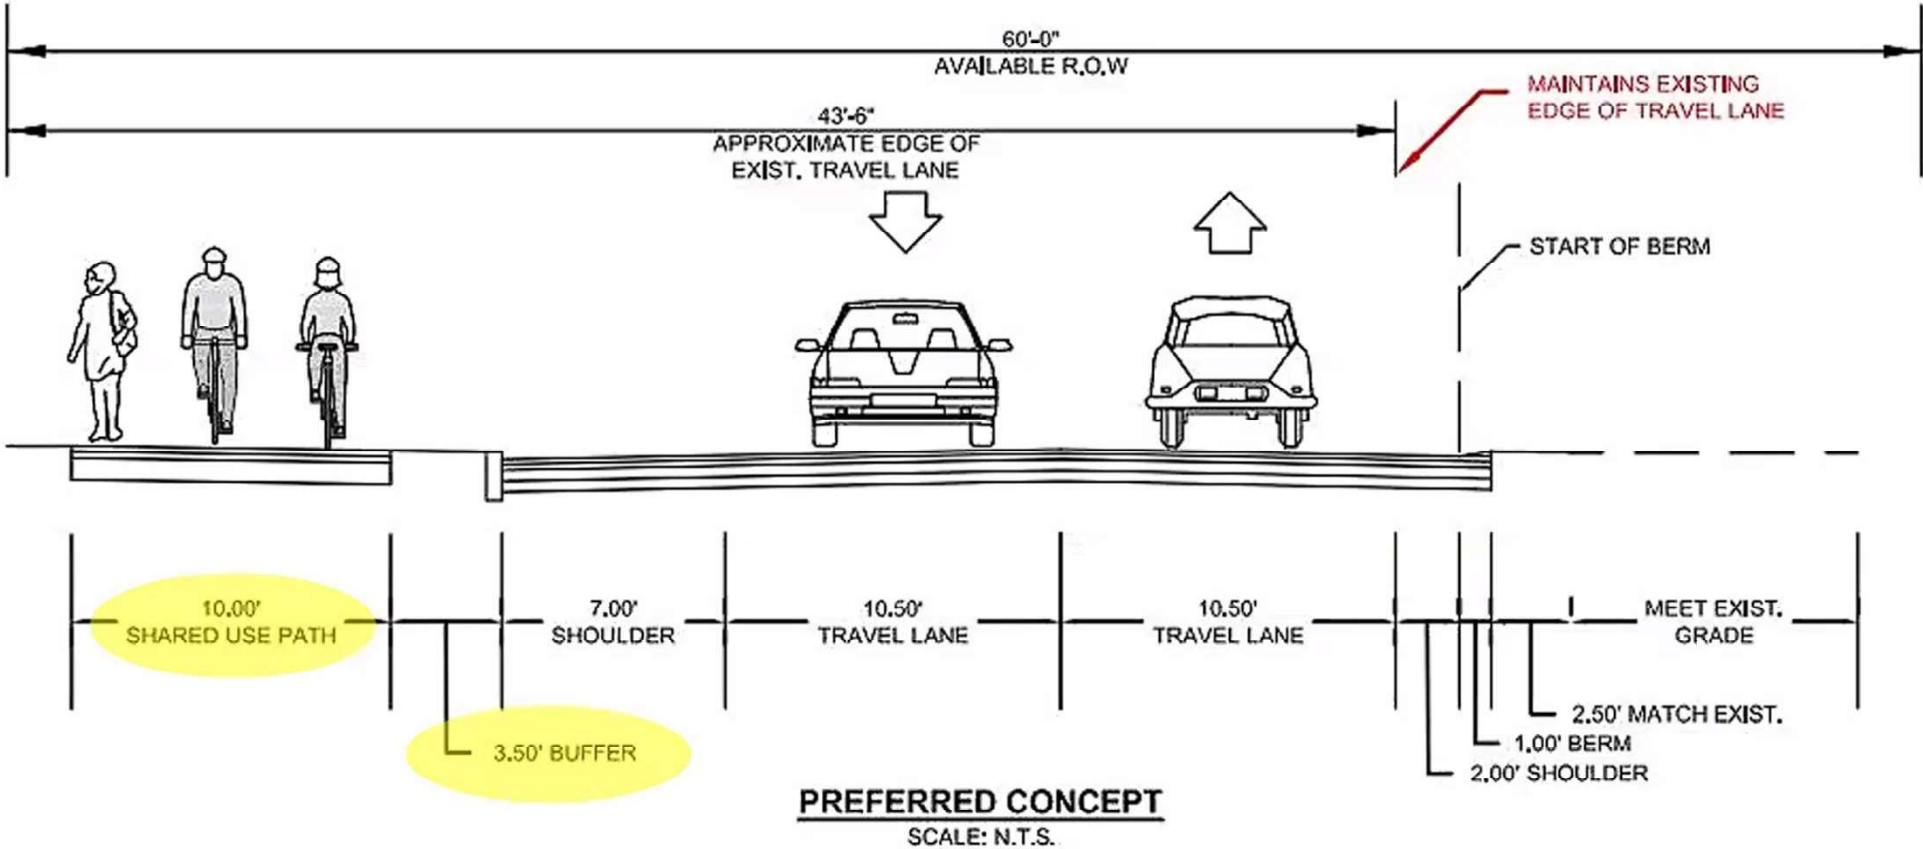 60'-0"
AVAILABLE R.O.W
MAINTAINS EXISTING
EDGE OF TRAVEL LANE
43'-6"
APPROXIMATE EDGE OF
EXIST. TRAVEL LANE
START OF BERM
10.00'
SHARED USE PATH
7.00'
SHOULDER
10.50'
TRAVEL LANE
10.50'
TRAVEL LANE
MEET EXIST.
GRADE
2.50' MATCH EXIST.
1.00' BERM
2.00' SHOULDER
3.50' BUFFER
PREFERRED CONCEPT
SCALE: N.T.S.